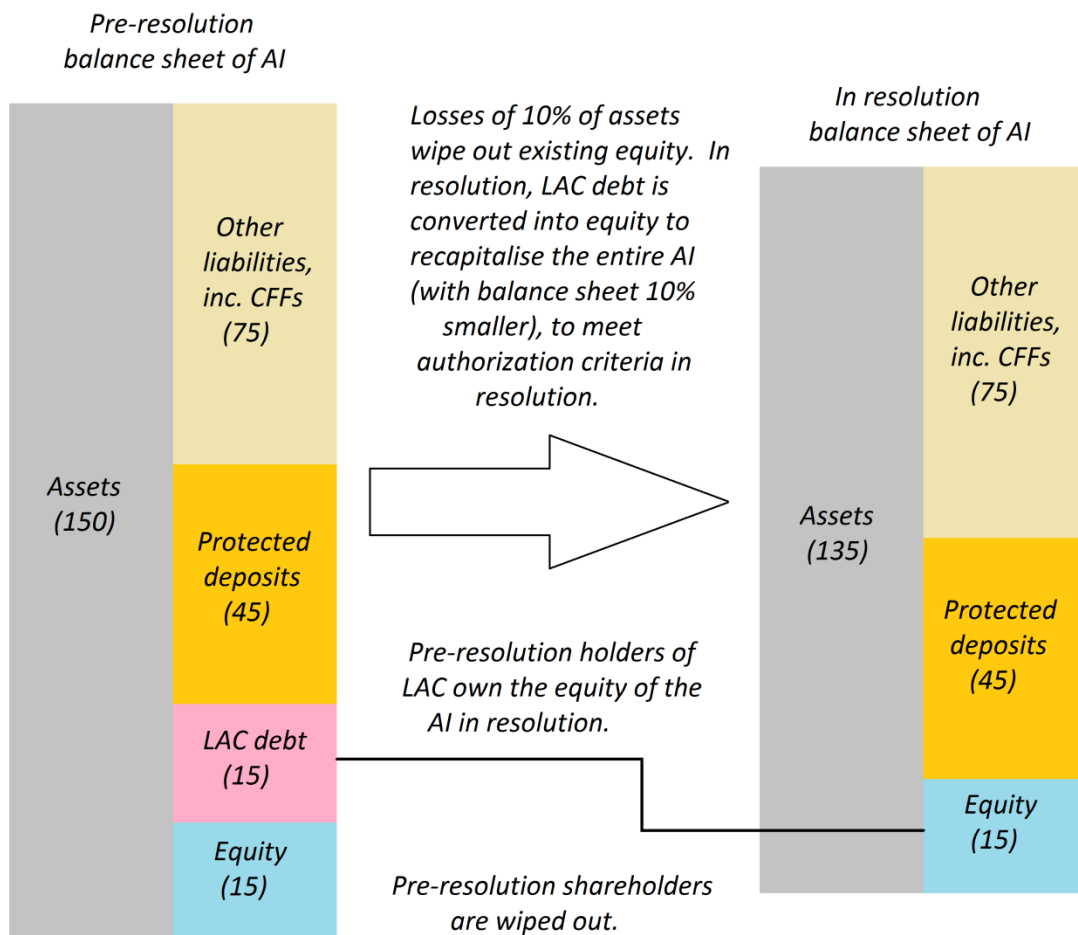 Pre-resolution
balance sheet of AI
Other
liabilities,
inc. CFFs
(75)
Assets
(150)
Protected
deposits
(45)
LAC debt
(15)
Equity
(15)
Losses of 10% of assets
wipe out existing equity.  In
resolution, LAC debt is
converted into equity to
recapitalise the entire AI
(with balance sheet 10%
smaller), to meet
authorization criteria in
resolution.
Pre-resolution holders of
LAC own the equity of the
AI in resolution.
Pre-resolution shareholders
are wiped out.
In resolution
balance sheet of AI
Other
liabilities,
inc. CFFs
(75)
Assets
(135)
Protected
deposits
(45)
Equity
(15)